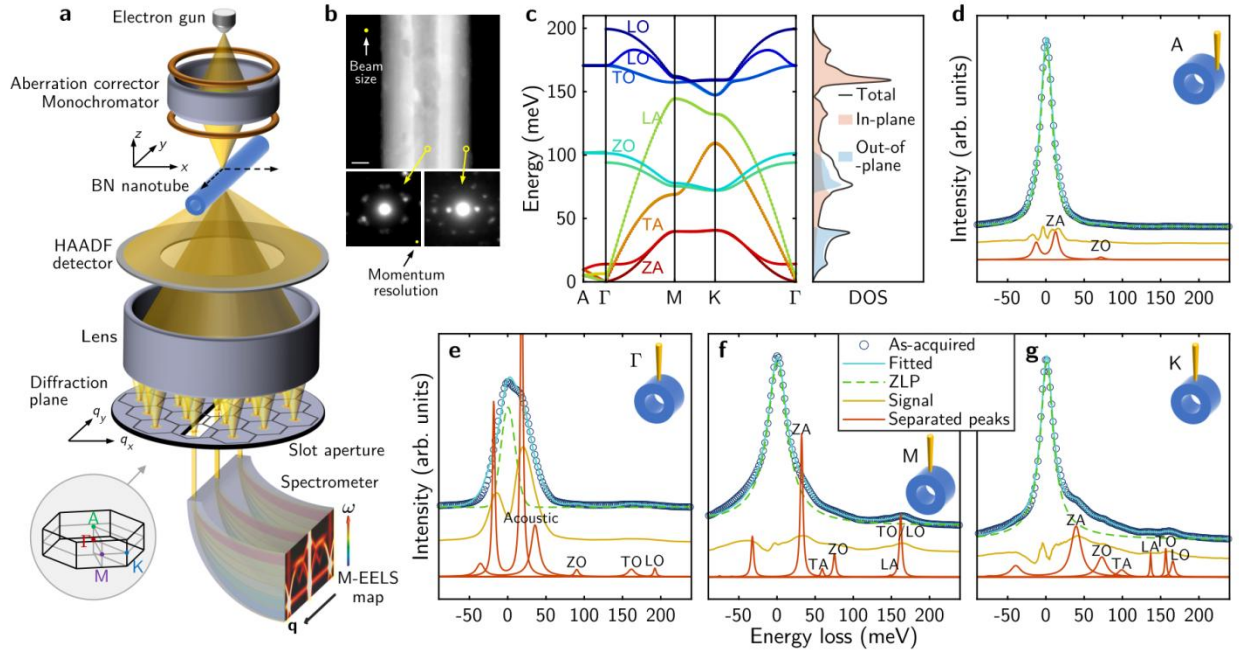 a
Electron gun
Aberration corrector
Monochromator
z
y
x
BN nanotube
HAADF
detector
Lens
Diffraction
plane
q_y
q_x
Slot aperture
Spectrometer
ω
A
Γ
M
K
M-EELS
map
q
b
Beam
size
Momentum
resolution
c
Energy (meV)
200
150
100
50
0
LO
LO
TO
LA
ZO
TA
ZA
A Γ M K Γ
Total
In-plane
Out-of
-plane
DOS
d
A
Intensity (arb. units)
ZA
ZO
-50 0 50 100 150 200
e
Γ
Intensity (arb. units)
Acoustic
ZO
TO
LO
-50 0 50 100 150 200
f
M
ZA
TA
ZO
TO/LO
LA
-50 0 50 100 150 200
Energy loss (meV)
As-acquired
Fitted
ZLP
Signal
Separated peaks
g
K
ZA
ZO
TA
LA
TO
LO
-50 0 50 100 150 200